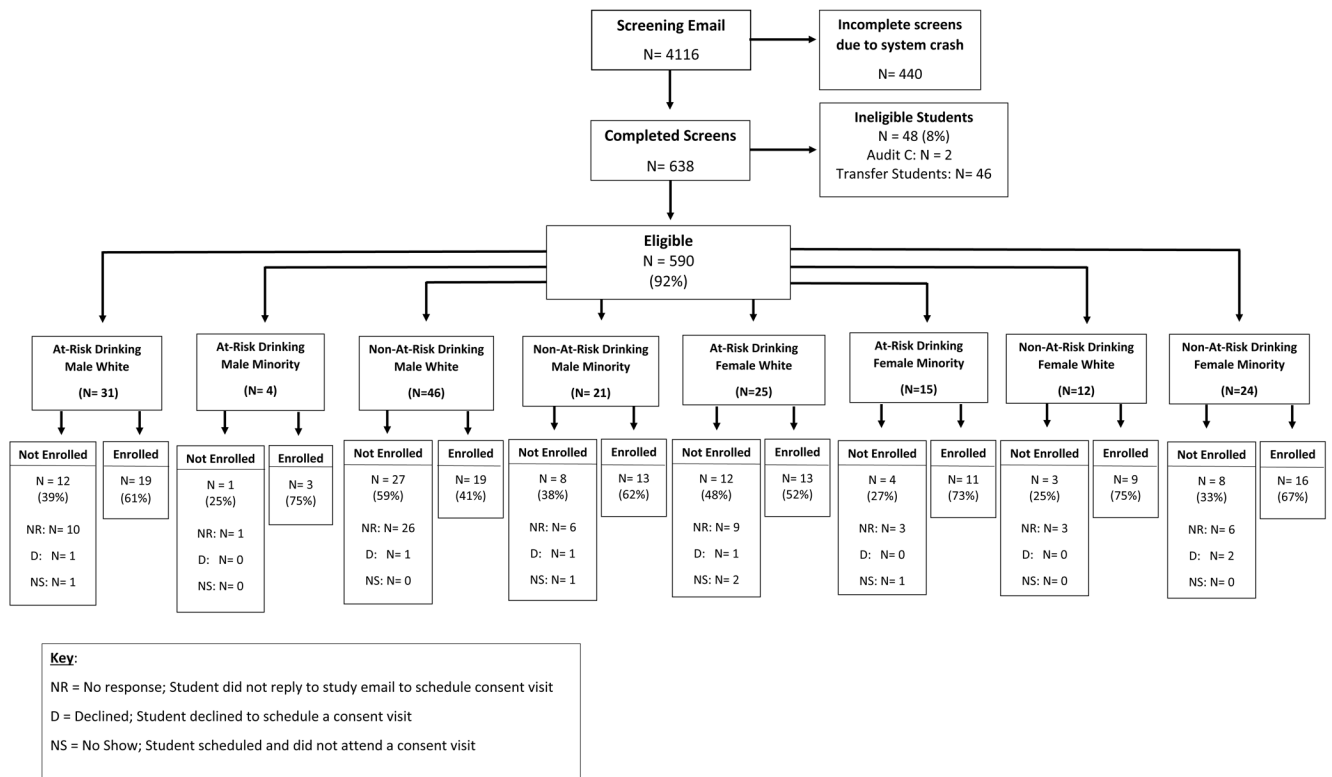 Screening Email
N= 4116
Incomplete screens
due to system crash
N= 440
Completed Screens
N= 638
Ineligible Students
N = 48 (8%)
Audit C: N = 2
Transfer Students: N= 46
Eligible
N = 590
(92%)
At-Risk Drinking
Male White
(N= 31)
At-Risk Drinking
Male Minority
(N= 4)
Non-At-Risk Drinking
Male White
(N=46)
Non-At-Risk Drinking
Male Minority
(N= 21)
At-Risk Drinking
Female White
(N=25)
At-Risk Drinking
Female Minority
(N=15)
Non-At-Risk Drinking
Female White
(N=12)
Non-At-Risk Drinking
Female Minority
(N=24)
Not Enrolled
N = 12
(39%)
NR: N= 10
D: N= 1
NS: N= 1
Enrolled
N= 19
(61%)
Not Enrolled
N = 1
(25%)
NR: N= 1
D: N= 0
NS: N= 0
Enrolled
N= 3
(75%)
Not Enrolled
N = 27
(59%)
NR: N= 26
D: N= 1
NS: N= 0
Enrolled
N= 19
(41%)
Not Enrolled
N = 8
(38%)
NR: N= 6
D: N= 1
NS: N= 1
Enrolled
N= 13
(62%)
Not Enrolled
N = 12
(48%)
NR: N= 9
D: N= 1
NS: N= 2
Enrolled
N= 13
(52%)
Not Enrolled
N = 4
(27%)
NR: N= 3
D: N= 0
NS: N= 1
Enrolled
N= 11
(73%)
Not Enrolled
N = 3
(25%)
NR: N= 3
D: N= 0
NS: N= 0
Enrolled
N= 9
(75%)
Not Enrolled
N = 8
(33%)
NR: N= 6
D: N= 2
NS: N= 0
Enrolled
N= 16
(67%)
Key:
NR = No response; Student did not reply to study email to schedule consent visit
D = Declined; Student declined to schedule a consent visit
NS = No Show; Student scheduled and did not attend a consent visit